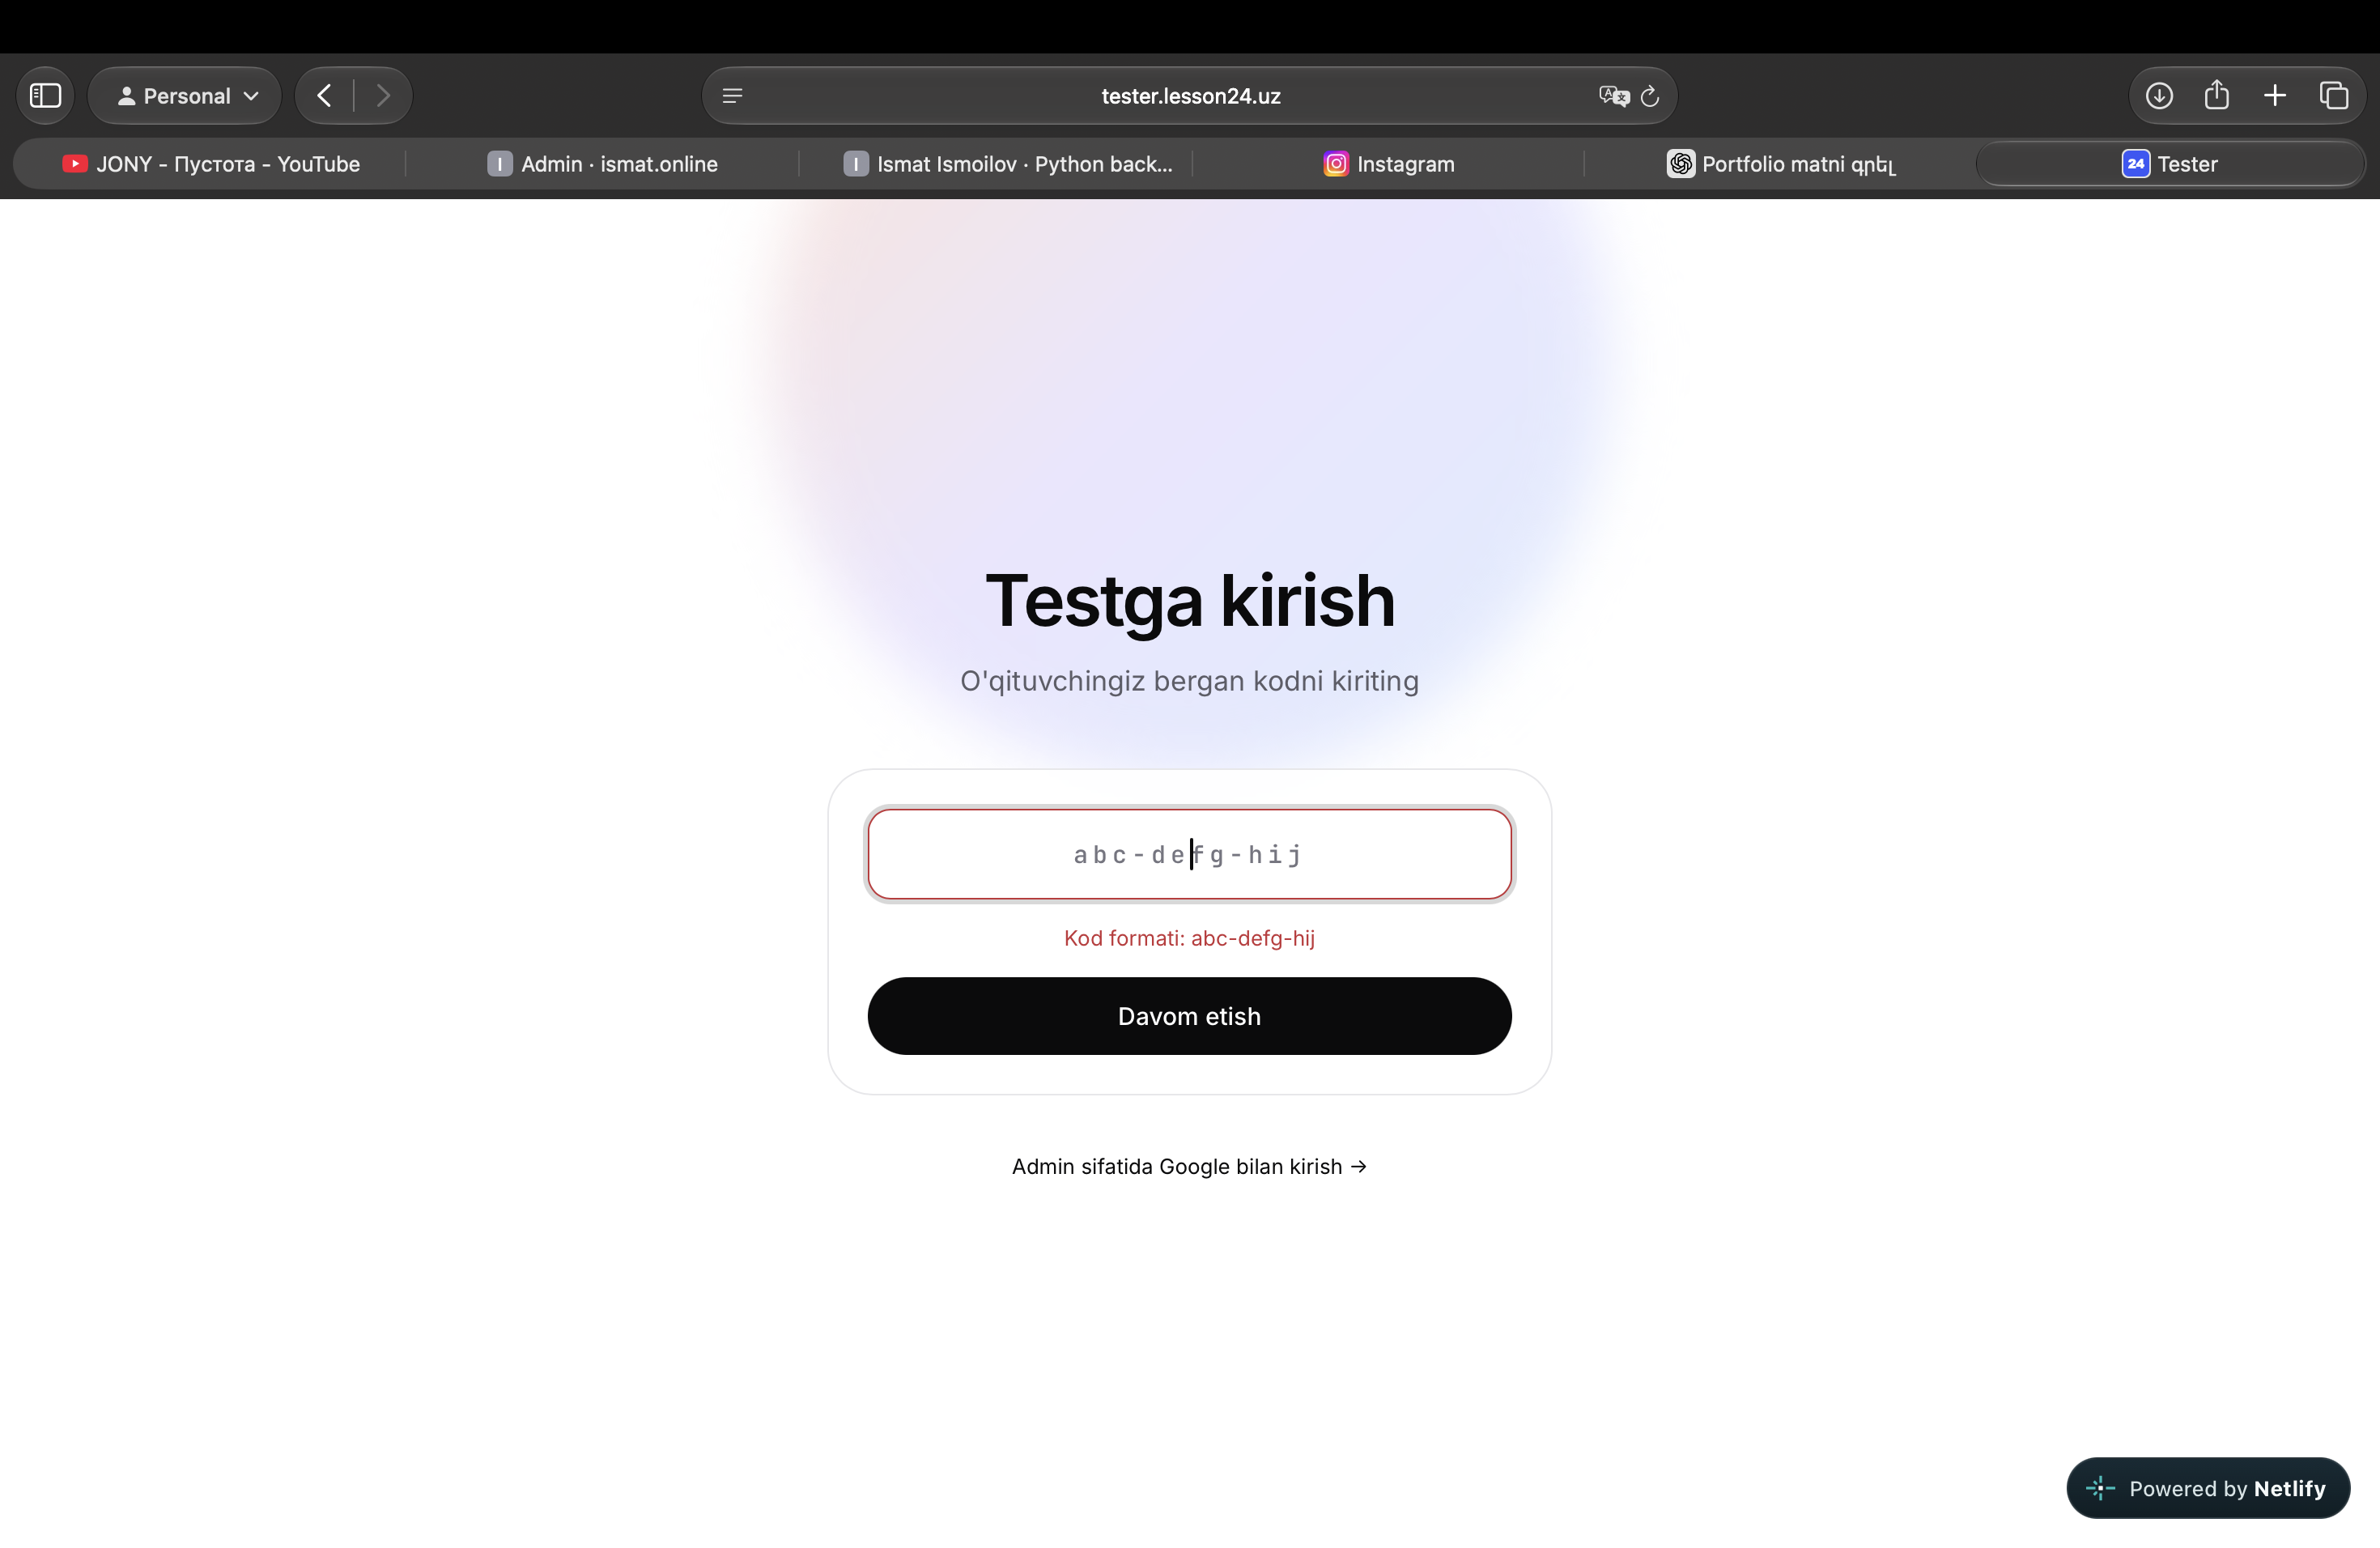 Personal
tester.lesson24.uz
JONY - Пустота - YouTube
I Admin · ismat.online
I Ismat Ismoilov · Python back...
Instagram
Portfolio matni գրել
24 Tester
Testga kirish
O'qituvchingiz bergan kodni kiriting
abc-defg-hij
Kod formati: abc-defg-hij
Davom etish
Admin sifatida Google bilan kirish →
Powered by Netlify